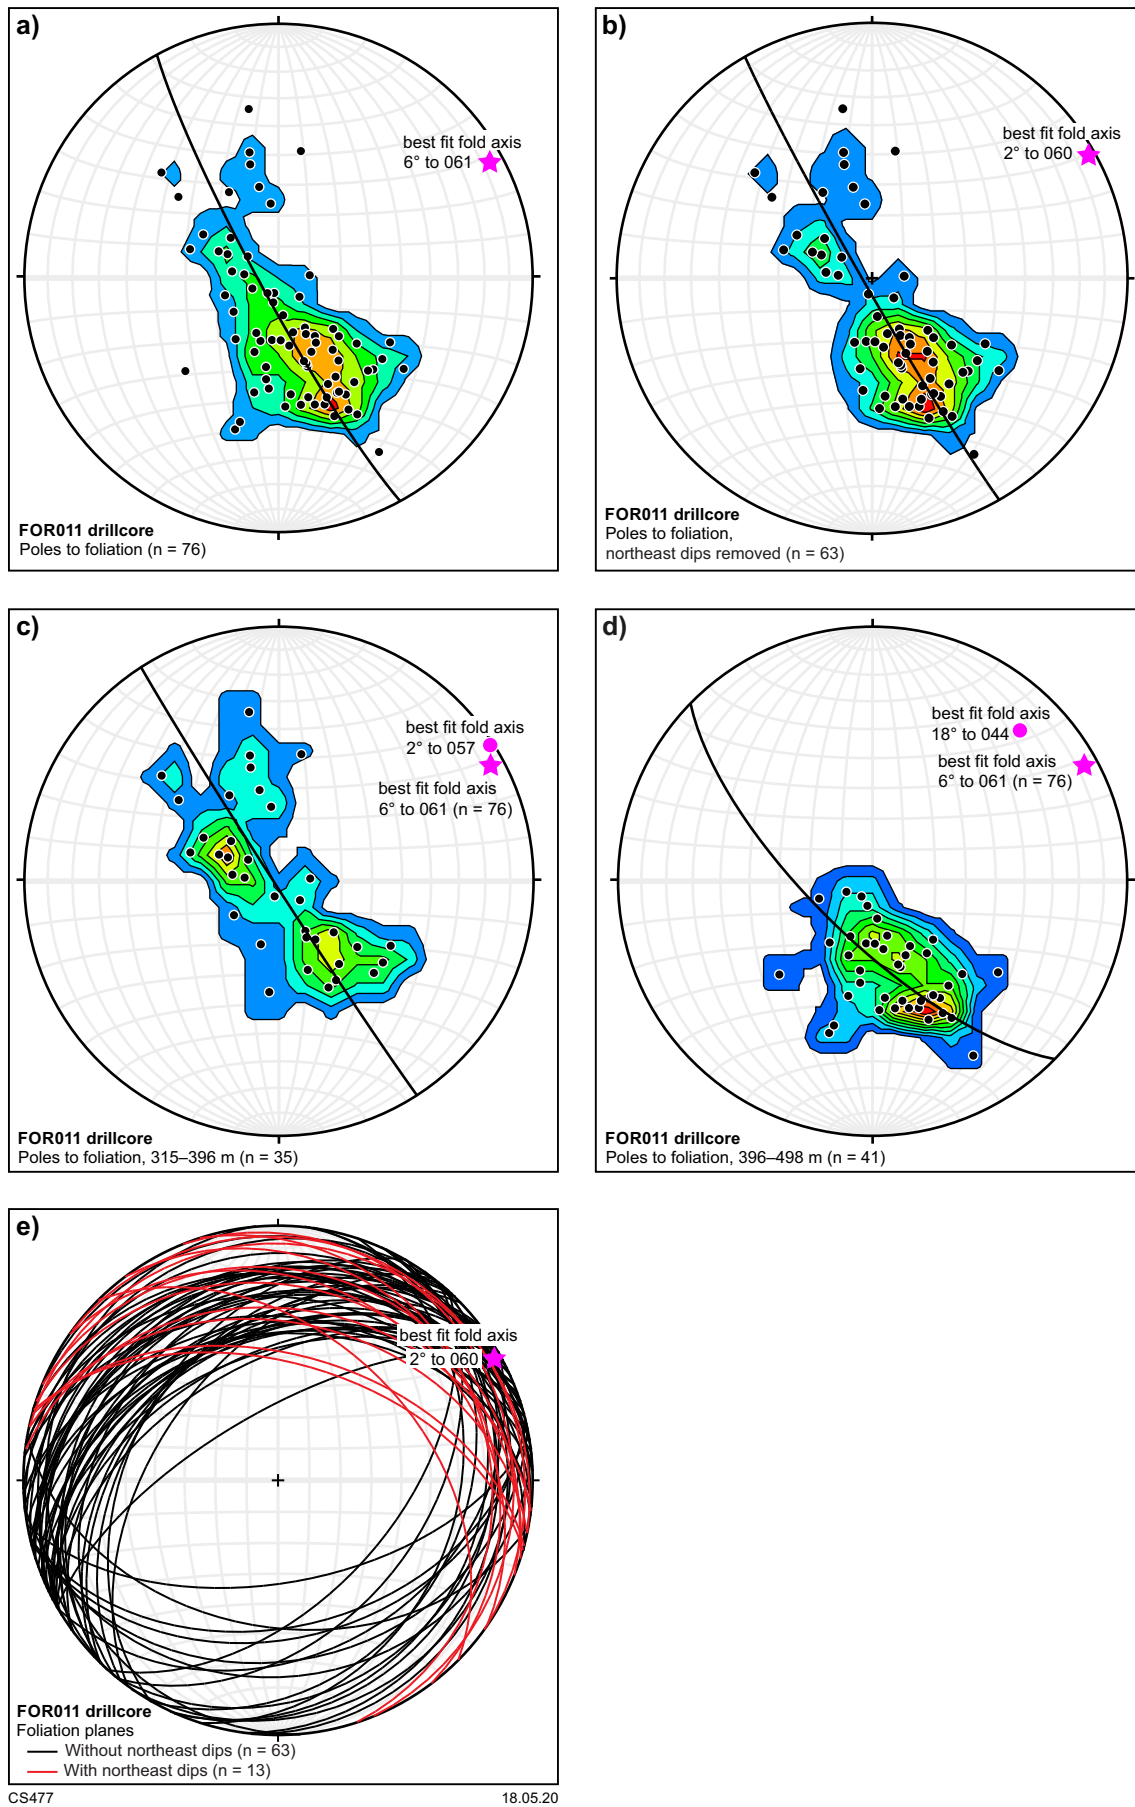 a)
best fit fold axis
6° to 061
FOR011 drillcore
Poles to foliation (n = 76)
b)
best fit fold axis
2° to 060
FOR011 drillcore
Poles to foliation,
northeast dips removed (n = 63)
c)
best fit fold axis
2° to 057
best fit fold axis
6° to 061 (n = 76)
FOR011 drillcore
Poles to foliation, 315–396 m (n = 35)
d)
best fit fold axis
18° to 044
best fit fold axis
6° to 061 (n = 76)
FOR011 drillcore
Poles to foliation, 396–498 m (n = 41)
e)
best fit fold axis
2° to 060
FOR011 drillcore
Foliation planes
Without northeast dips (n = 63)
With northeast dips (n = 13)
CS477
18.05.20